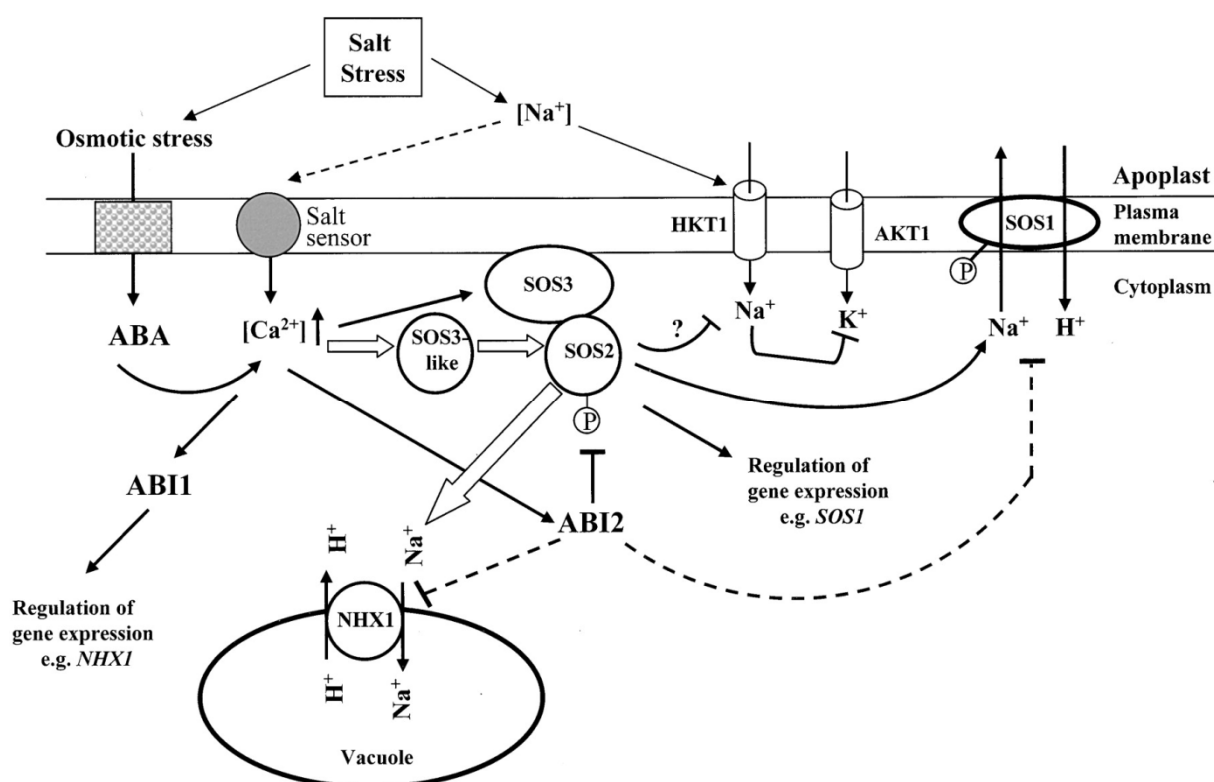 Salt
Stress
[Na⁺]
Osmotic stress
Apoplast
Salt
sensor
HKT1
AKT1
SOS1
Plasma
membrane
P
Cytoplasm
SOS3
ABA
[Ca²⁺]
SOS3-
like
SOS2
?
Na⁺
K⁺
Na⁺
H⁺
P
ABI1
ABI2
Regulation of
gene expression
e.g. SOS1
H⁺
Na⁺
NHX1
Regulation of
gene expression
e.g. NHX1
H⁺
Na⁺
Vacuole